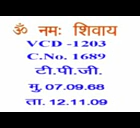 ॐ नमः शिवाय
VCD -1203
C.No. 1689
टी.पी.जी.
मु. 07.09.68
ता. 12.11.09